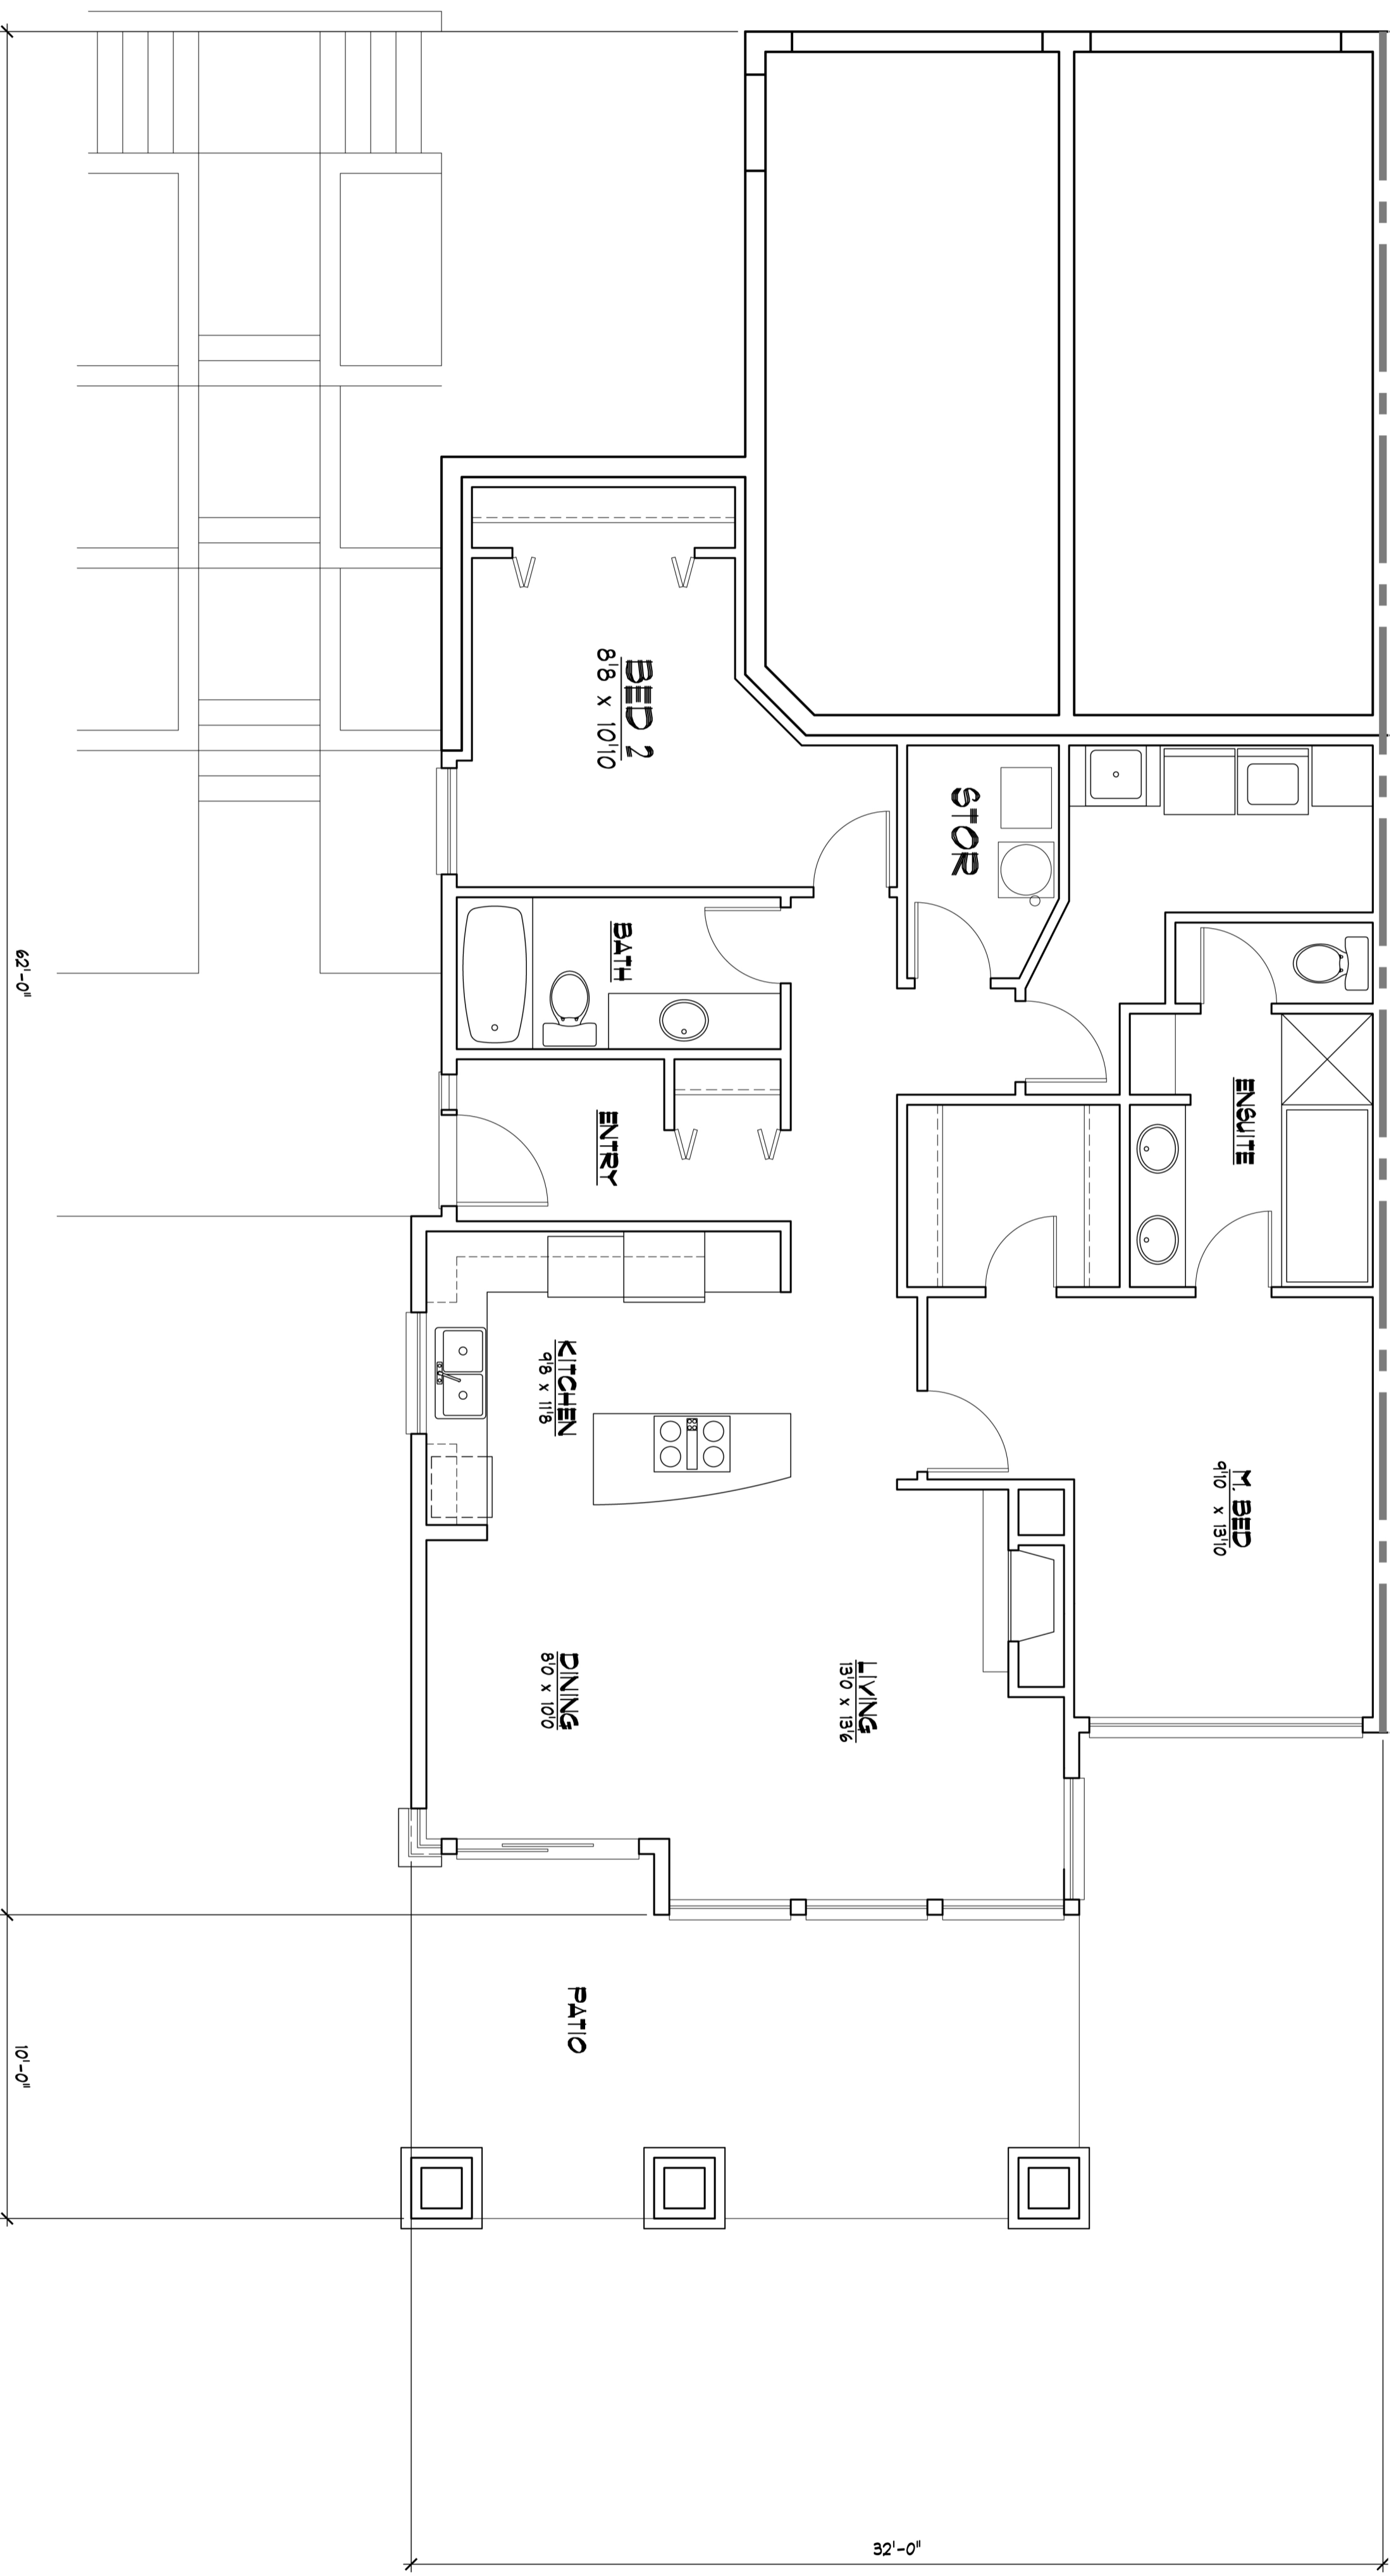 BED 2
8'8 x 10'10
STOR
BATH
ENTRY
ENSUITE
KITCHEN
9'8 x 11'8
M. BED
9'10 x 13'10
LIVING
13'0 x 13'6
DINING
8'0 x 10'0
PATIO
62'-0"
10'-0"
32'-0"